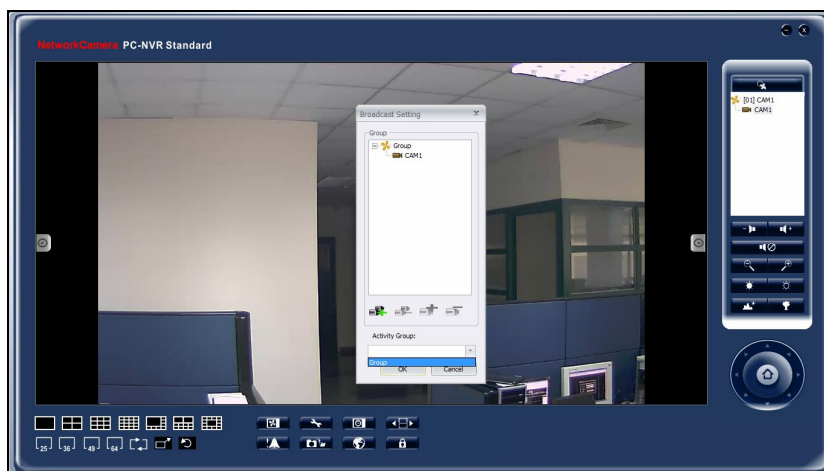 NetworkCamera PC-NVR Standard
Broadcast Setting
Group
Group
CAM1
Activity Group:
Group
OK Cancel
[01] CAM1
CAM1
25 36 49 64